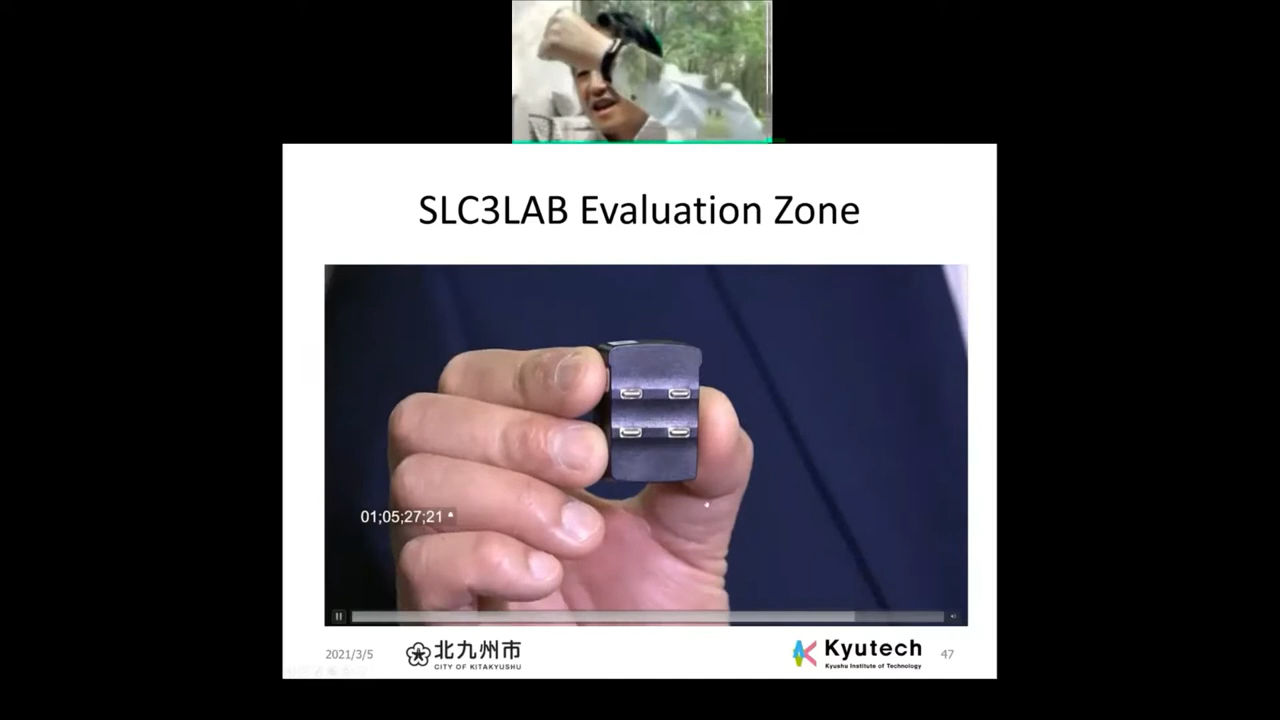 SLC3LAB Evaluation Zone
01;05;27;21
2021/3/5
北九州市
CITY OF KITAKYUSHU
Kyutech
Kyushu Institute of Technology
47